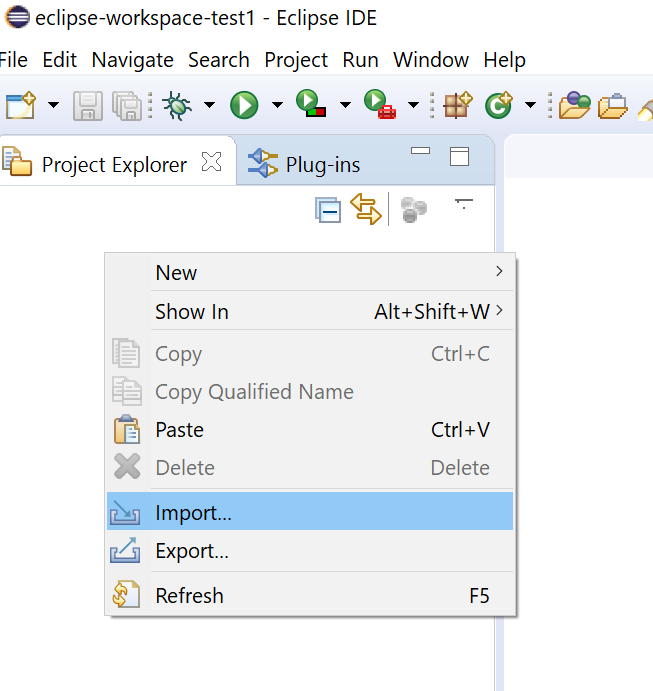 eclipse-workspace-test1 - Eclipse IDE
File Edit Navigate Search Project Run Window Help
Project Explorer Plug-ins
New
Show In Alt+Shift+W
Copy Ctrl+C
Copy Qualified Name
Paste Ctrl+V
Delete Delete
Import...
Export...
Refresh F5